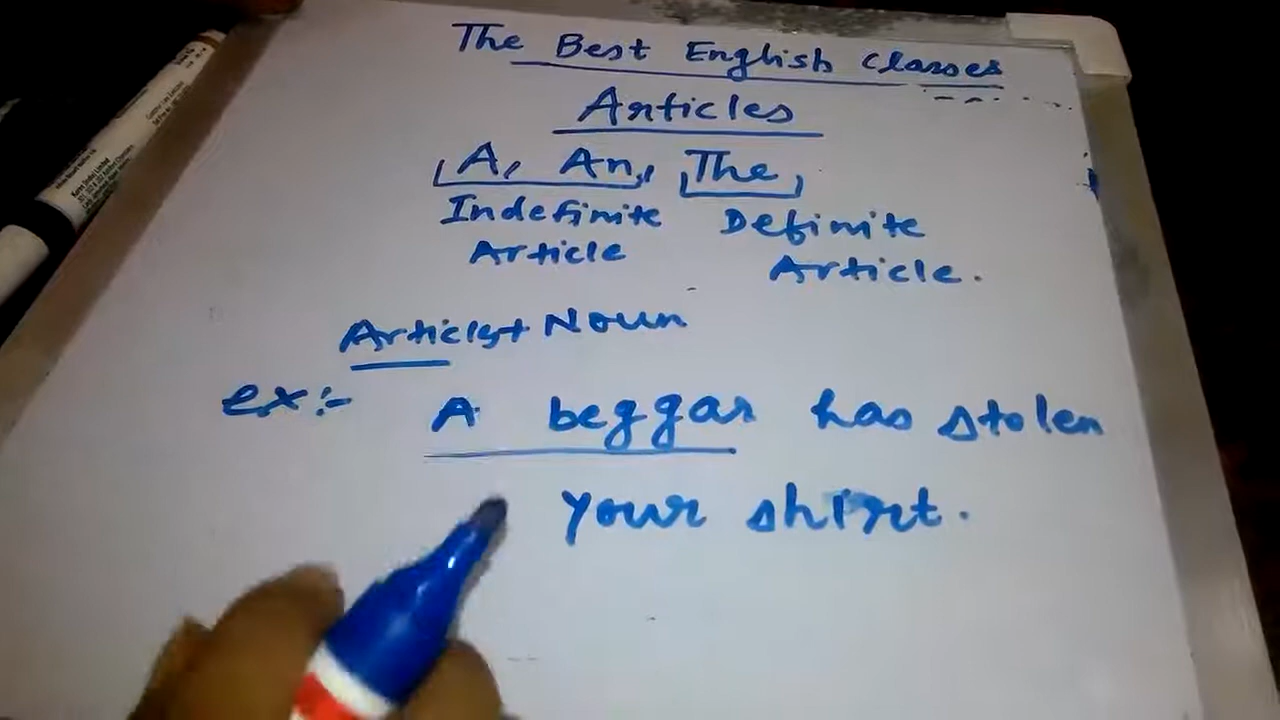 The Best English Classes
Articles
A, An, The,
Indefinite Definite
Article Article.
Article+ Noun
ex:- A beggar has stolen
your shirt.